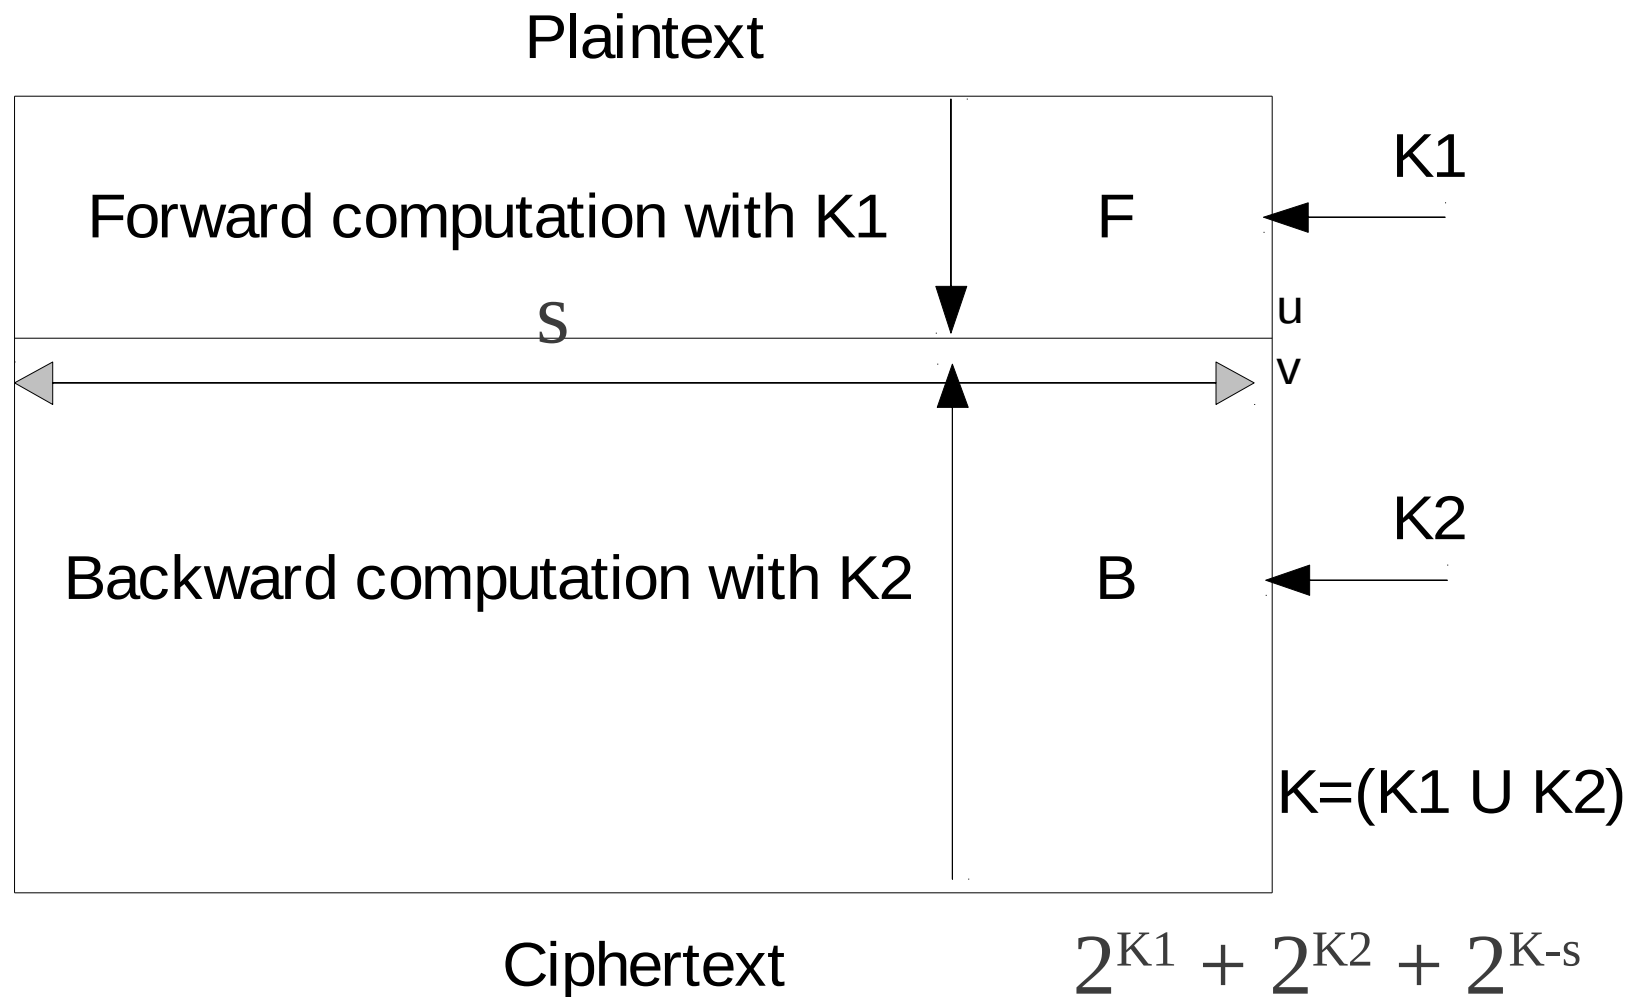 Plaintext
K1
Forward computation with K1 F
s
u
v
K2
Backward computation with K2 B
K=(K1 U K2)
Ciphertext
2^K1 + 2^K2 + 2^K-s